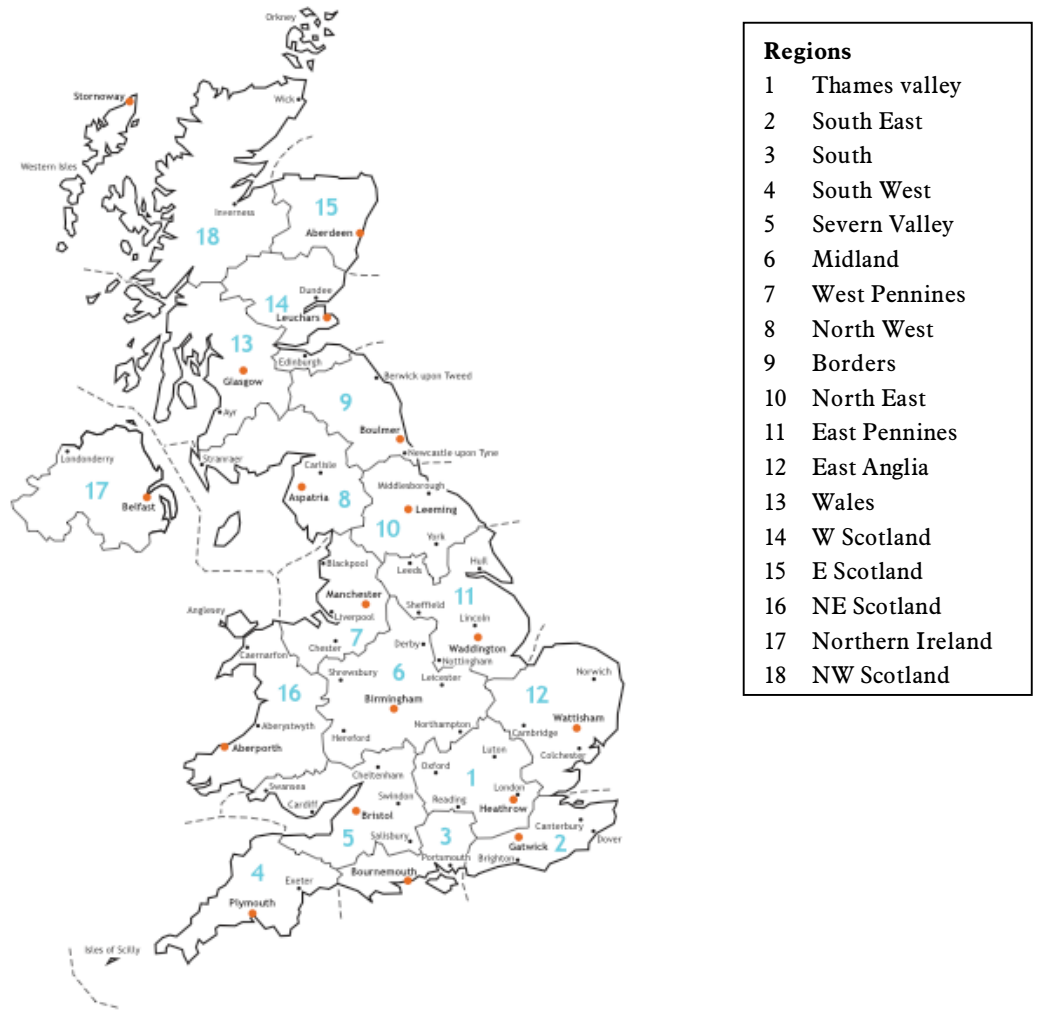 Orkney
Stornoway
Wick
Western Isles
Inverness
15
Aberdeen
18
Dundee
14
Leuchars
13
Edinburgh
Glasgow
Berwick upon Tweed
9
Ayr
Boulmer
Newcastle upon Tyne
Londonderry
Stranraer
Carlisle
17
Belfast
Aspatria
8
Middlesborough
Leeming
10
York
Blackpool
Leeds
Hull
Manchester
11
Anglesey
Liverpool
Sheffield
Lincoln
7
Chester
Derby
Waddington
Caernarfon
Nottingham
Shrewsbury
6
Leicester
Norwich
16
12
Birmingham
Aberystwyth
Northampton
Wattisham
Hereford
Cambridge
Aberporth
Luton
Colchester
Cheltenham
Oxford
1
Swansea
London
Swindon
Reading
Heathrow
Cardiff
Bristol
Canterbury
5
Salisbury
3
Gatwick
2
Dover
Portsmouth
Brighton
Bournemouth
4
Exeter
Plymouth
Isles of Scilly
Regions
1 Thames valley
2 South East
3 South
4 South West
5 Severn Valley
6 Midland
7 West Pennines
8 North West
9 Borders
10 North East
11 East Pennines
12 East Anglia
13 Wales
14 W Scotland
15 E Scotland
16 NE Scotland
17 Northern Ireland
18 NW Scotland